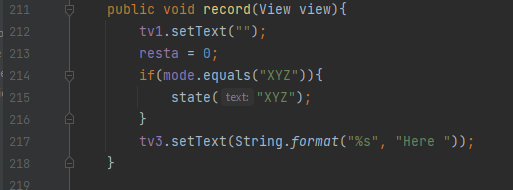 211 public void record(View view){
212 tv1.setText("");
213 resta = 0;
214 if(mode.equals("XYZ")){
215 state( text: "XYZ");
216 }
217 tv3.setText(String.format("%s", "Here "));
218 }
219